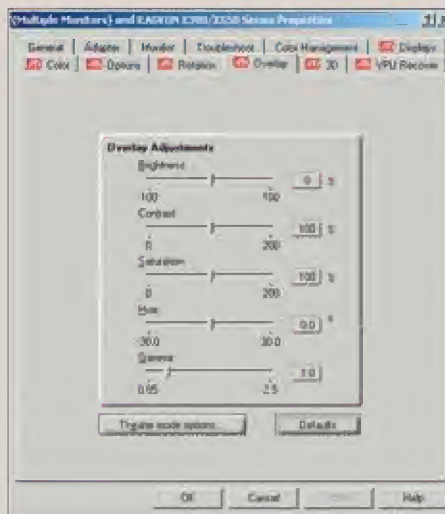 (Multiple Monitors) and RADEON X300/X550 Series Properties
General Adapter Monitor Troubleshoot Color Management Displays
Color Options Rotation Overlay 3D VPU Recover
Overlay Adjustments
Brightness
0 %
-100 100
Contrast
100 %
0 200
Saturation
100 %
0 200
Hue
0.0 °
-30.0 30.0
Gamma
1.0
0.85 2.5
Theater mode options... Defaults
OK Cancel Help